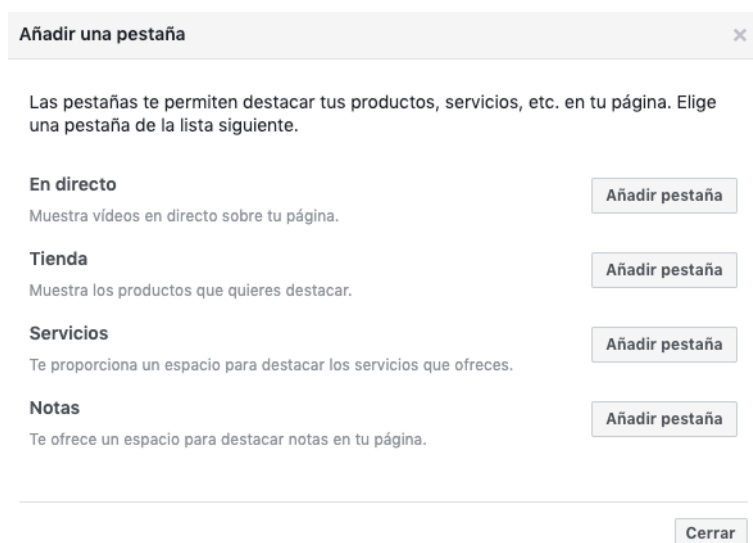 Añadir una pestaña
×
Las pestañas te permiten destacar tus productos, servicios, etc. en tu página. Elige
una pestaña de la lista siguiente.
En directo
Añadir pestaña
Muestra vídeos en directo sobre tu página.
Tienda
Añadir pestaña
Muestra los productos que quieres destacar.
Servicios
Añadir pestaña
Te proporciona un espacio para destacar los servicios que ofreces.
Notas
Añadir pestaña
Te ofrece un espacio para destacar notas en tu página.
Cerrar